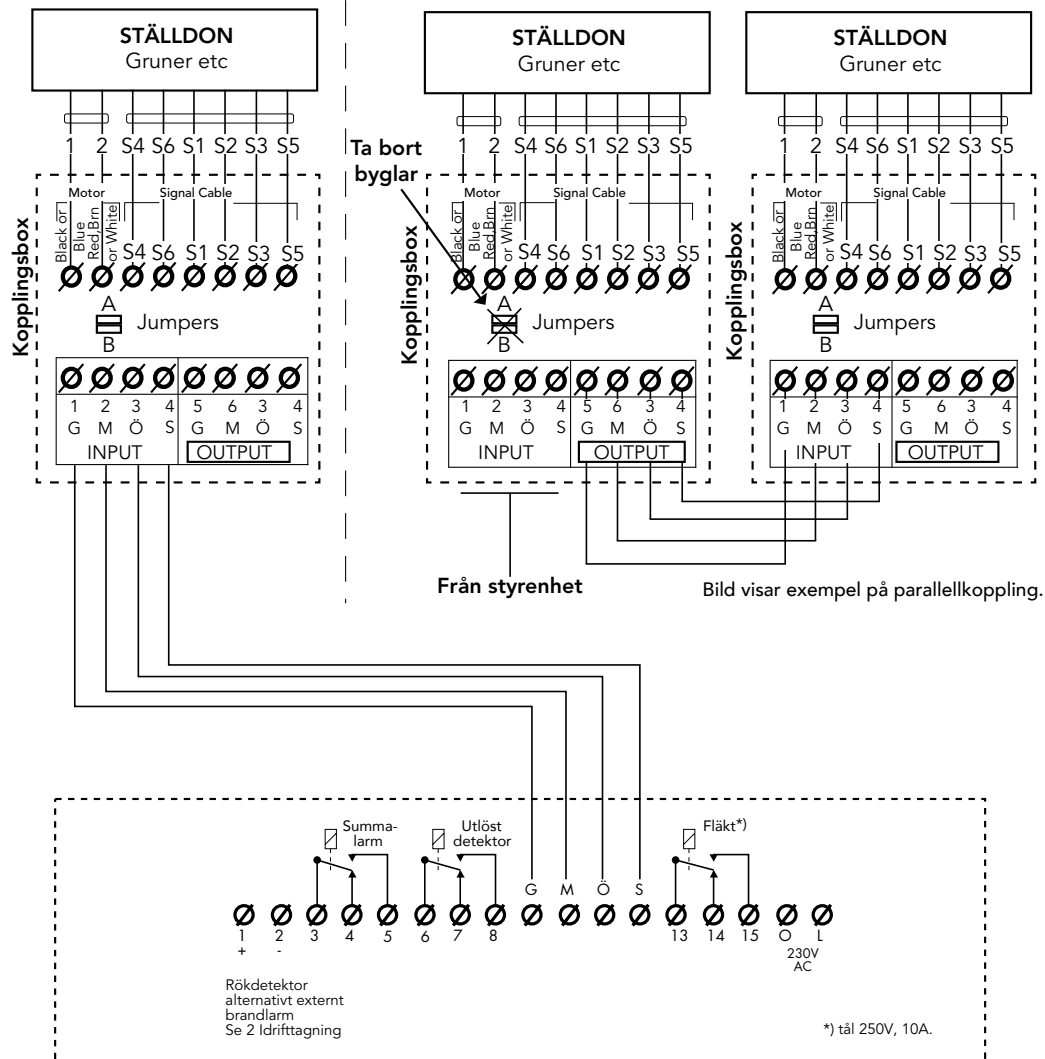 STÄLLDON
Gruner etc
1 2 S4 S6 S1 S2 S3 S5
Motor Signal Cable
Black or
Blue
Red,Brn
or White
S4 S6 S1 S2 S3 S5
Kopplingsbox
A
Jumpers
B
1 2 3 4 5 6 3 4
G M Ö S G M Ö S
INPUT OUTPUT
STÄLLDON
Gruner etc
1 2 S4 S6 S1 S2 S3 S5
Ta bort
byglar
Motor Signal Cable
Black or
Blue
Red,Brn
or White
S4 S6 S1 S2 S3 S5
Kopplingsbox
A
Jumpers
B
1 2 3 4 5 6 3 4
G M Ö S G M Ö S
INPUT OUTPUT
Från styrenhet
STÄLLDON
Gruner etc
1 2 S4 S6 S1 S2 S3 S5
Motor Signal Cable
Black or
Blue
Red,Brn
or White
S4 S6 S1 S2 S3 S5
Kopplingsbox
A
Jumpers
B
1 2 3 4 5 6 3 4
G M Ö S G M Ö S
INPUT OUTPUT
Bild visar exempel på parallellkoppling.
Summa-
larm
Utlöst
detektor
Fläkt*)
G M Ö S
1 2 3 4 5 6 7 8 13 14 15 O L
+ -
230V
AC
Rökdetektor
alternativt externt
brandlarm
Se 2 Idrifttagning
*) tål 250V, 10A.